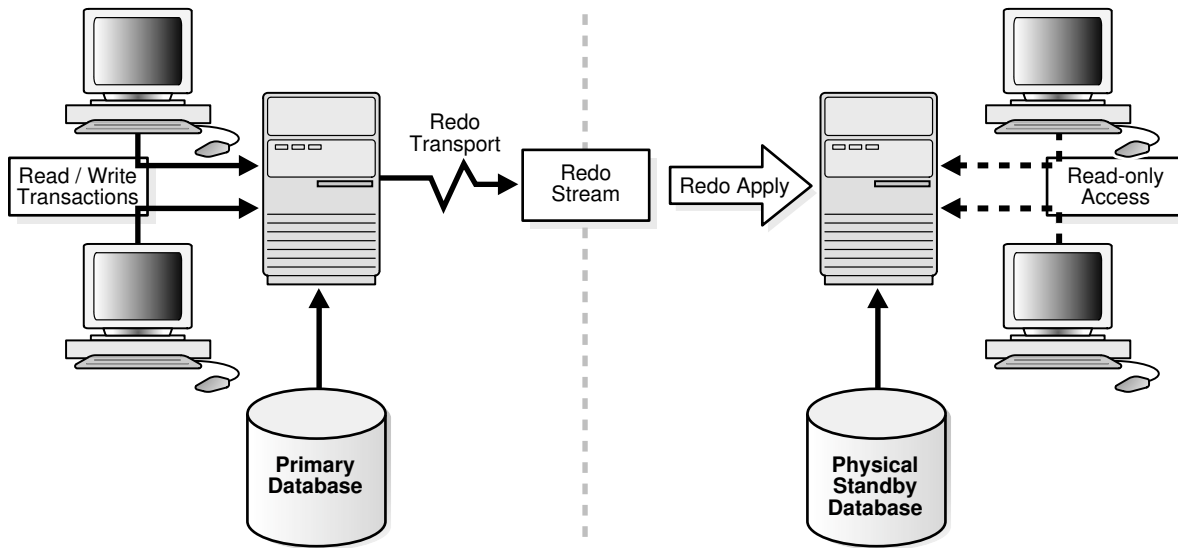 Redo
Transport
Read / Write
Transactions
Redo
Stream
Redo Apply
Read-only
Access
Primary
Database
Physical
Standby
Database